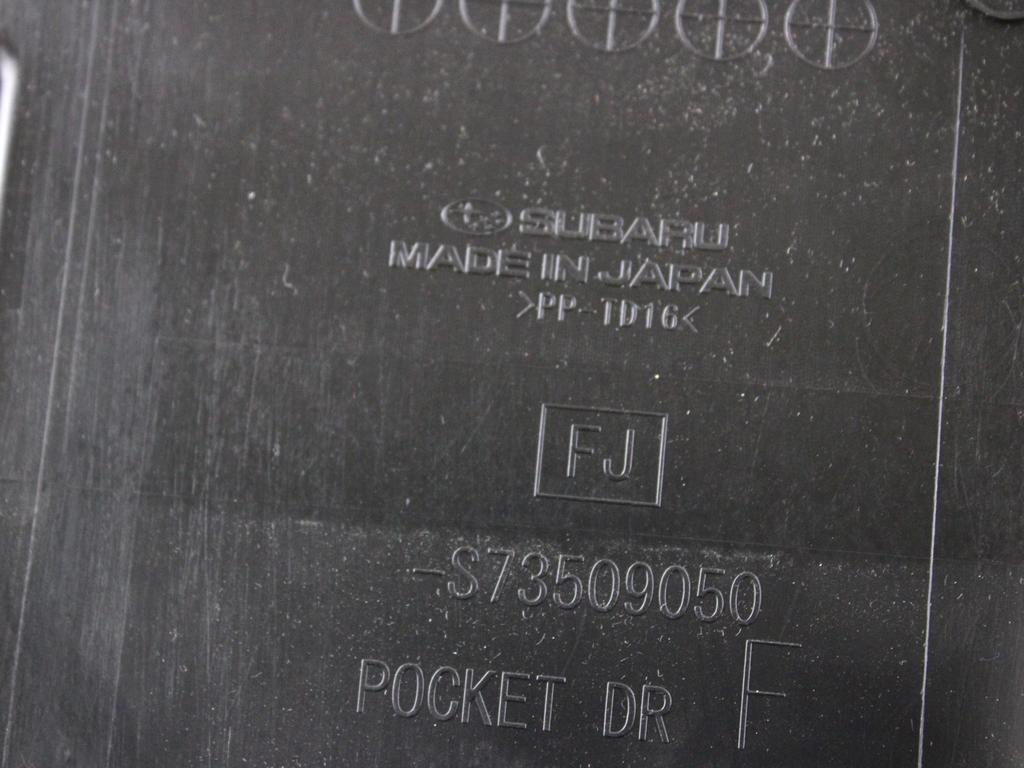 SUBARU
MADE IN JAPAN
>PP-TD16<
FJ
-S73509050
POCKET DR F